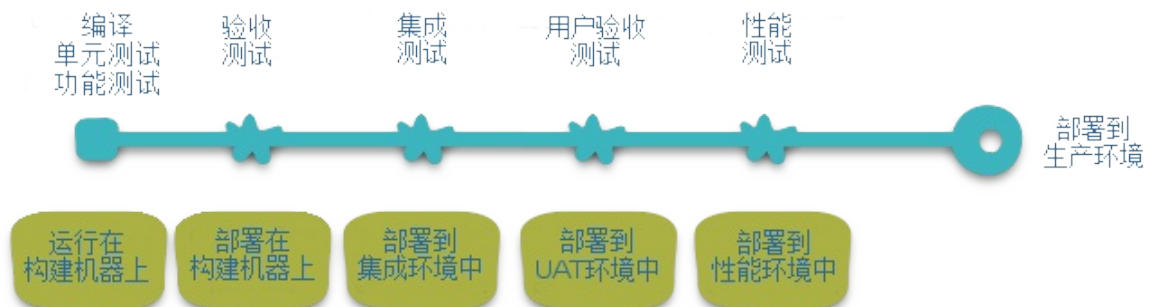 编译
单元测试
功能测试
验收
测试
集成
测试
用户验收
测试
性能
测试
部署到
生产环境
运行在
构建机器上
部署在
构建机器上
部署到
集成环境中
部署到
UAT环境中
部署到
性能环境中